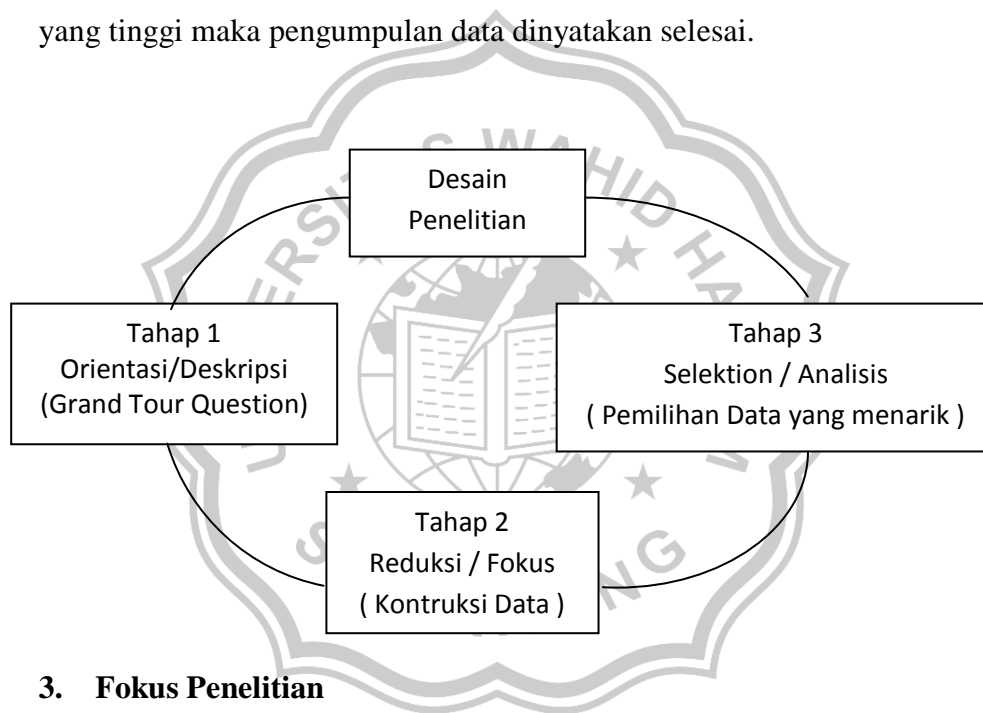 yang tinggi maka pengumpulan data dinyatakan selesai.
Desain
Penelitian
Tahap 1
Orientasi/Deskripsi
(Grand Tour Question)
Tahap 3
Selektion / Analisis
( Pemilihan Data yang menarik )
Tahap 2
Reduksi / Fokus
( Kontruksi Data )
3. Fokus Penelitian